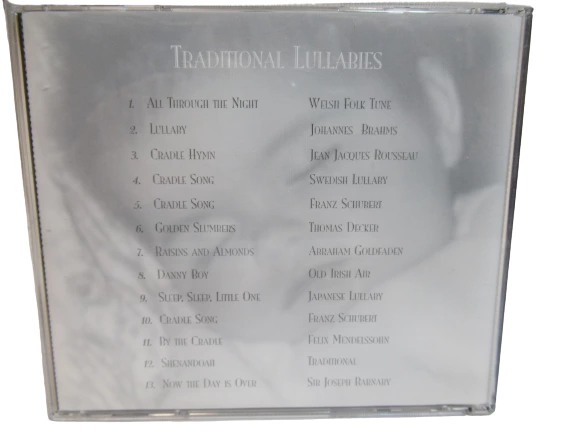 Traditional Lullabies
1. All Through the Night Welsh Folk Tune
2. Lullaby Johannes Brahms
3. Cradle Hymn Jean Jacques Rousseau
4. Cradle Song Swedish Lullaby
5. Cradle Song Franz Schubert
6. Golden Slumbers Thomas Decker
7. Raisins and Almonds Abraham Goldfaden
8. Danny Boy Old Irish Air
9. Sleep, Sleep, Little One Japanese Lullaby
10. Cradle Song Franz Schubert
11. By the Cradle Felix Mendelssohn
12. Shenandoah Traditional
13. Now the Day is Over Sir Joseph Barnaby